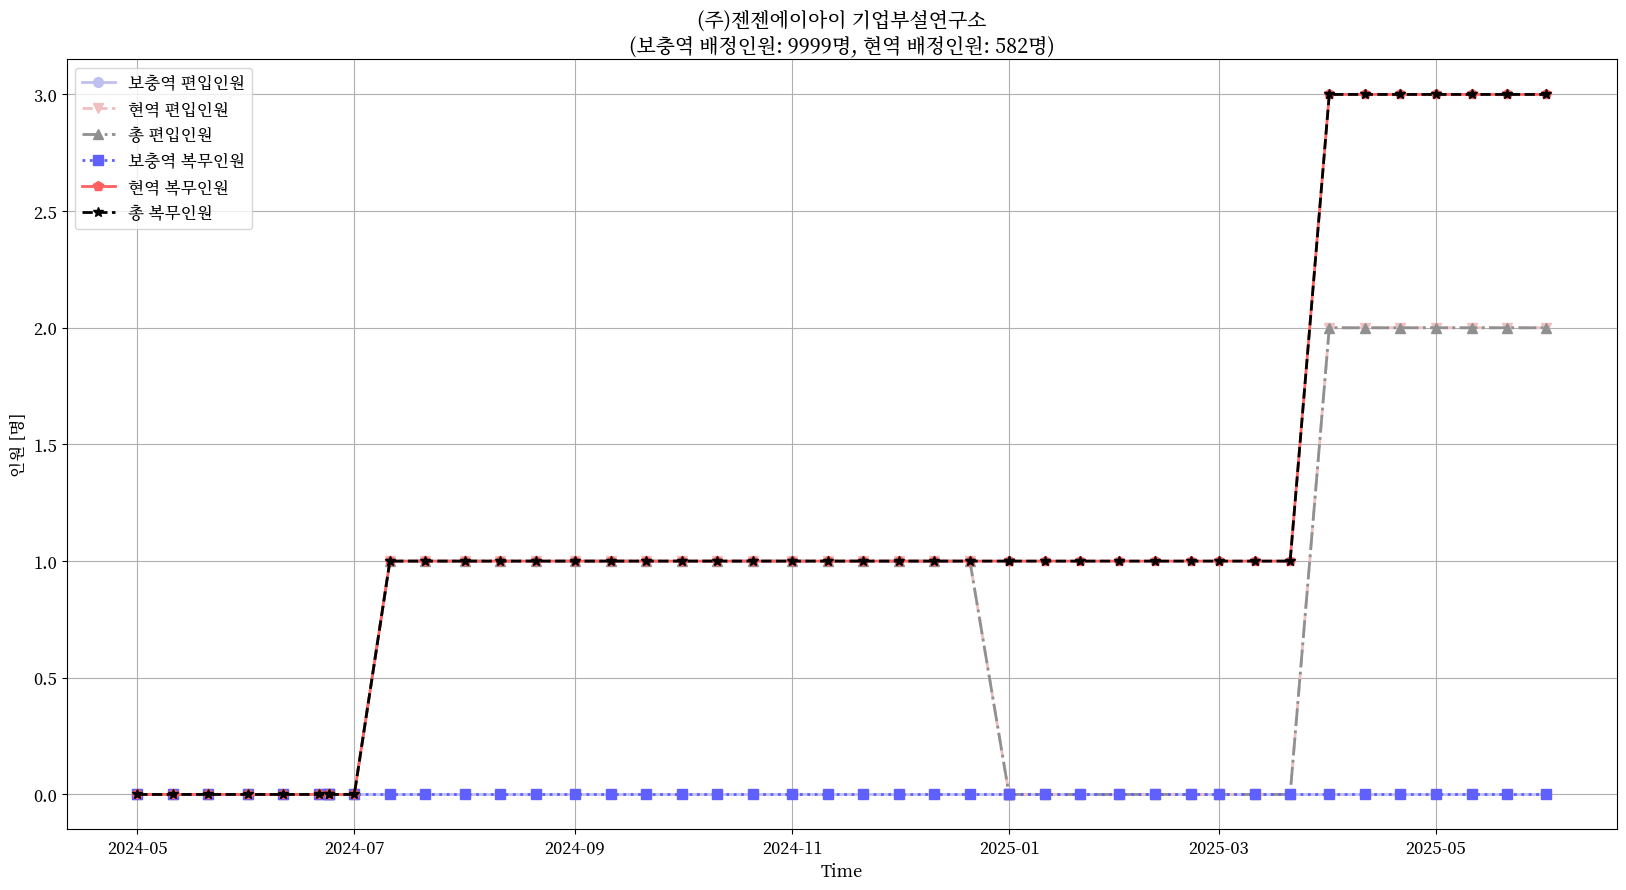 (주)젠젠에이아이 기업부설연구소
(보충역 배정인원: 9999명, 현역 배정인원: 582명)
보충역 편입인원
현역 편입인원
총 편입인원
보충역 복무인원
현역 복무인원
총 복무인원
3.0
2.5
2.0
1.5
1.0
0.5
0.0
인원 [명]
2024-05
2024-07
2024-09
2024-11
2025-01
2025-03
2025-05
Time